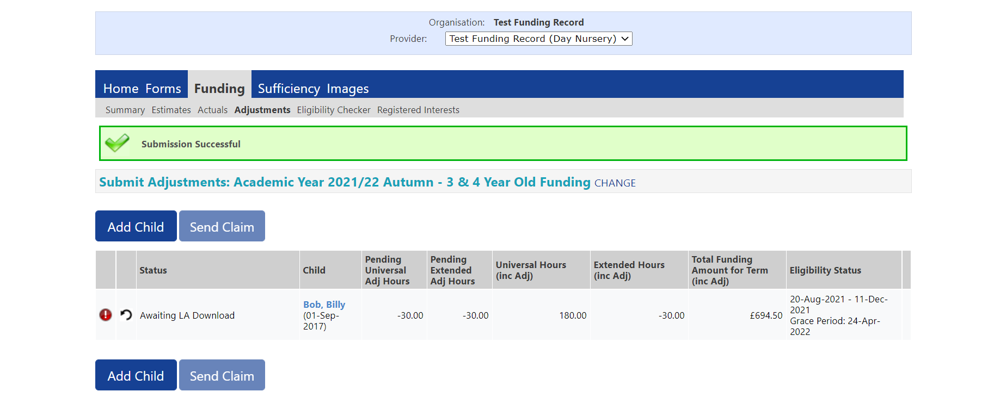 Organisation: Test Funding Record
Provider: Test Funding Record (Day Nursery)
Home Forms Funding Sufficiency Images
Summary Estimates Actuals Adjustments Eligibility Checker Registered Interests
Submission Successful
Submit Adjustments: Academic Year 2021/22 Autumn - 3 & 4 Year Old Funding CHANGE
Add Child Send Claim
Status
Child
Pending
Universal
Adj Hours
Pending
Extended
Adj Hours
Universal Hours
(inc Adj)
Extended Hours
(inc Adj)
Total Funding
Amount for Term
(inc Adj)
Eligibility Status
Awaiting LA Download
Bob, Billy
(01-Sep-
2017)
-30.00
-30.00
180.00
-30.00
£694.50
20-Aug-2021 - 11-Dec-
2021
Grace Period: 24-Apr-
2022
Add Child Send Claim